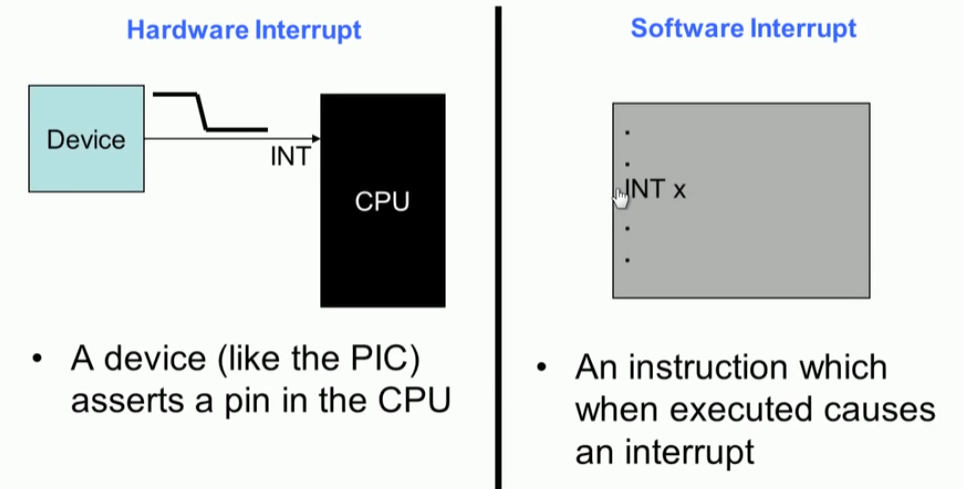 Hardware Interrupt
Device
INT
CPU
• A device (like the PIC)
asserts a pin in the CPU
Software Interrupt
.
.
INT x
.
.
• An instruction which
when executed causes
an interrupt